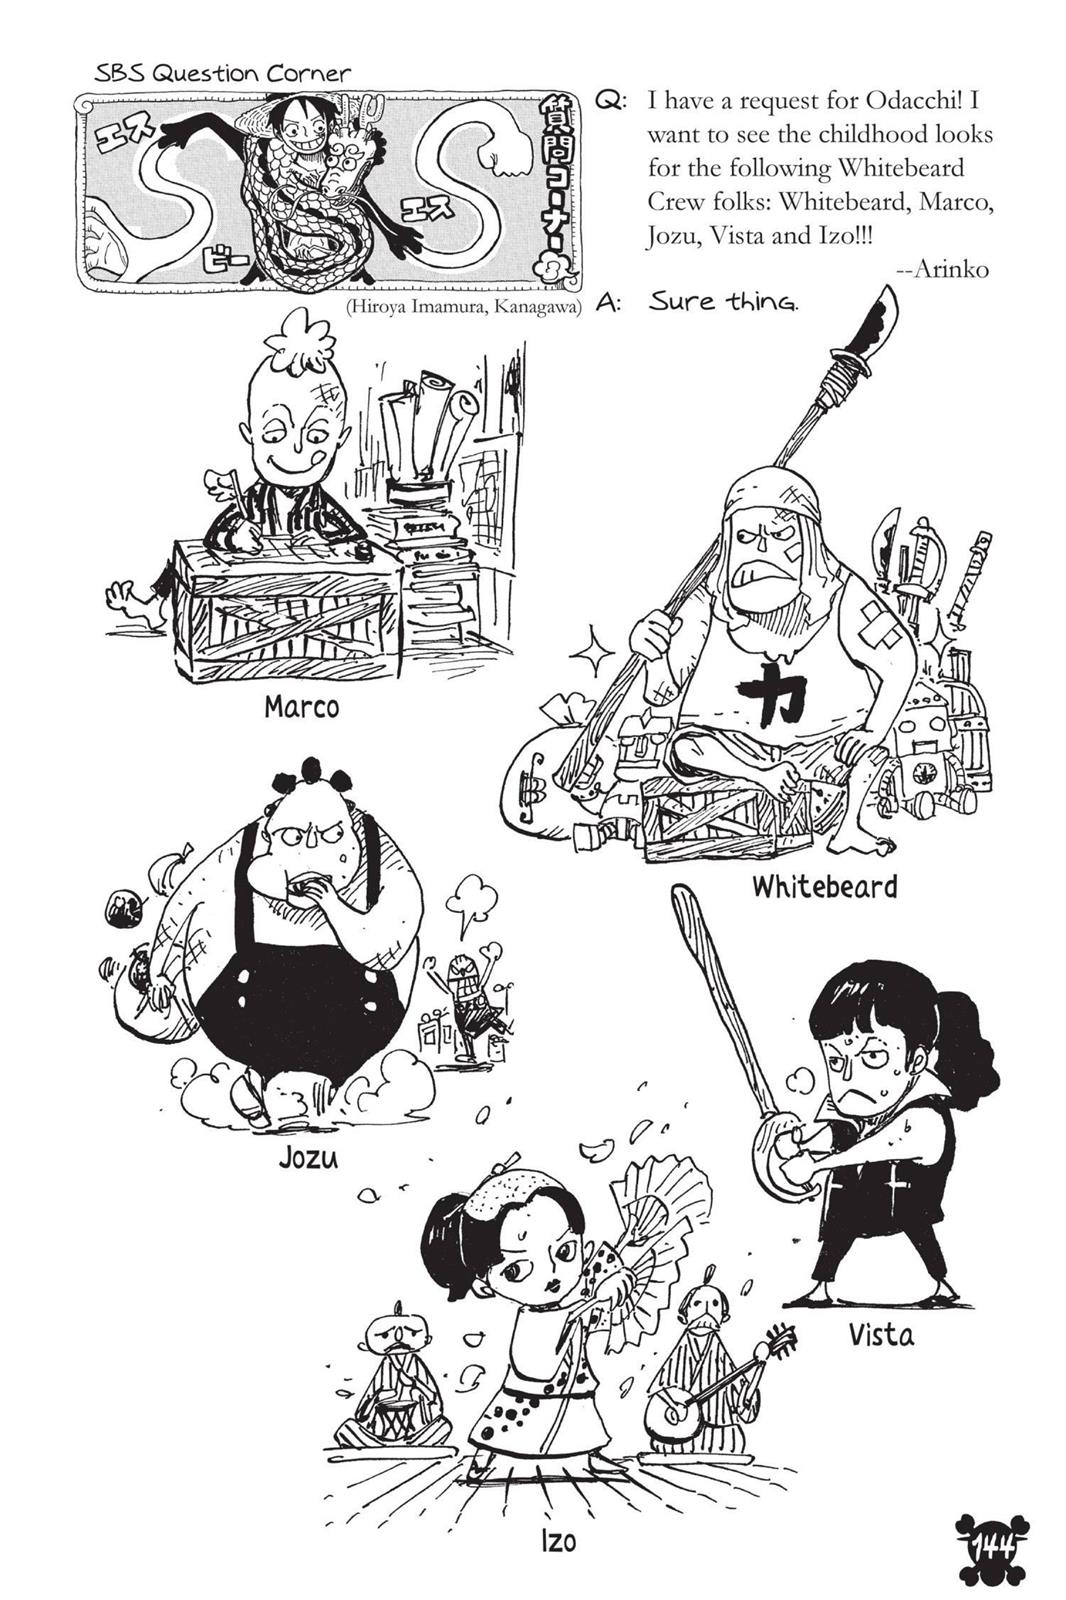 SBS Question Corner
エス
ビー
エス
質問コーナー
(Hiroya Imamura, Kanagawa)
Q: I have a request for Odacchi! I
want to see the childhood looks
for the following Whitebeard
Crew folks: Whitebeard, Marco,
Jozu, Vista and Izo!!!
--Arinko
A: Sure thing.
Marco
力
Whitebeard
Jozu
Vista
Izo
144